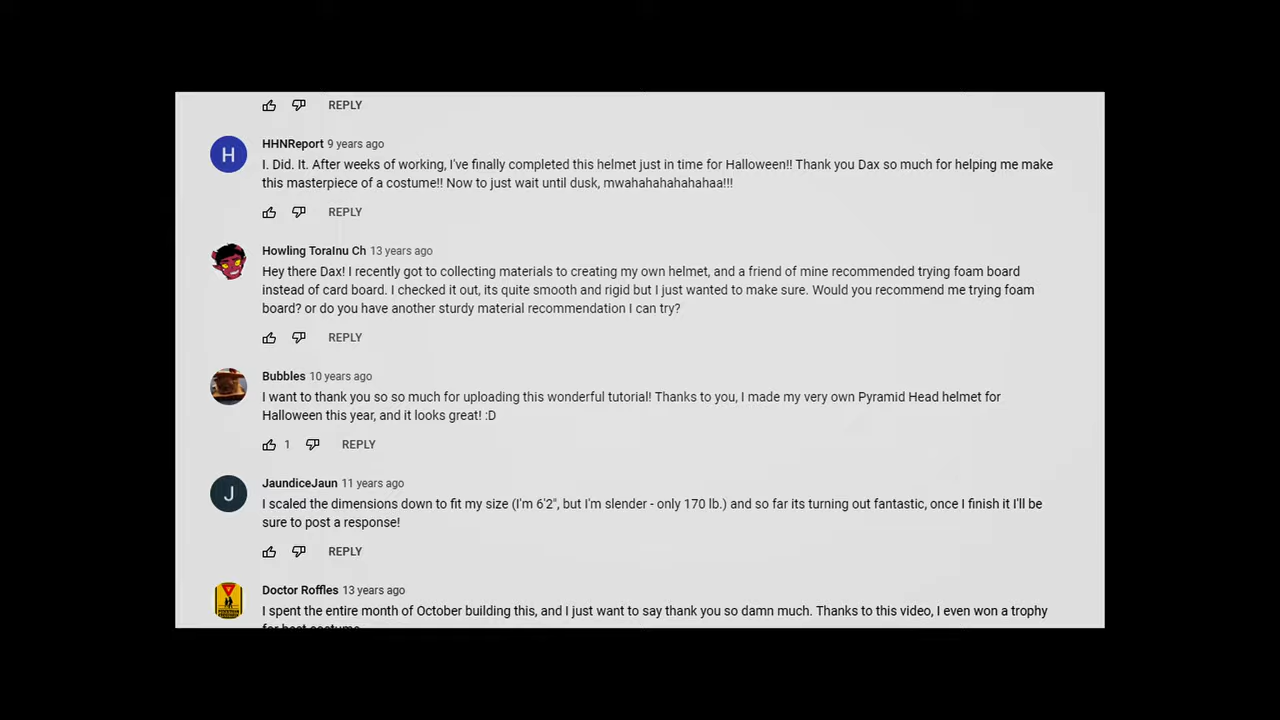 REPLY
H
HHNReport 9 years ago
I. Did. It. After weeks of working, I've finally completed this helmet just in time for Halloween!! Thank you Dax so much for helping me make
this masterpiece of a costume!! Now to just wait until dusk, mwahahahahahahaa!!!
REPLY
Howling ToraInu Ch 13 years ago
Hey there Dax! I recently got to collecting materials to creating my own helmet, and a friend of mine recommended trying foam board
instead of card board. I checked it out, its quite smooth and rigid but I just wanted to make sure. Would you recommend me trying foam
board? or do you have another sturdy material recommendation I can try?
REPLY
Bubbles 10 years ago
I want to thank you so so much for uploading this wonderful tutorial! Thanks to you, I made my very own Pyramid Head helmet for
Halloween this year, and it looks great! :D
1 REPLY
J
JaundiceJaun 11 years ago
I scaled the dimensions down to fit my size (I'm 6'2", but I'm slender - only 170 lb.) and so far its turning out fantastic, once I finish it I'll be
sure to post a response!
REPLY
Doctor Roffles 13 years ago
I spent the entire month of October building this, and I just want to say thank you so damn much. Thanks to this video, I even won a trophy
for best costume